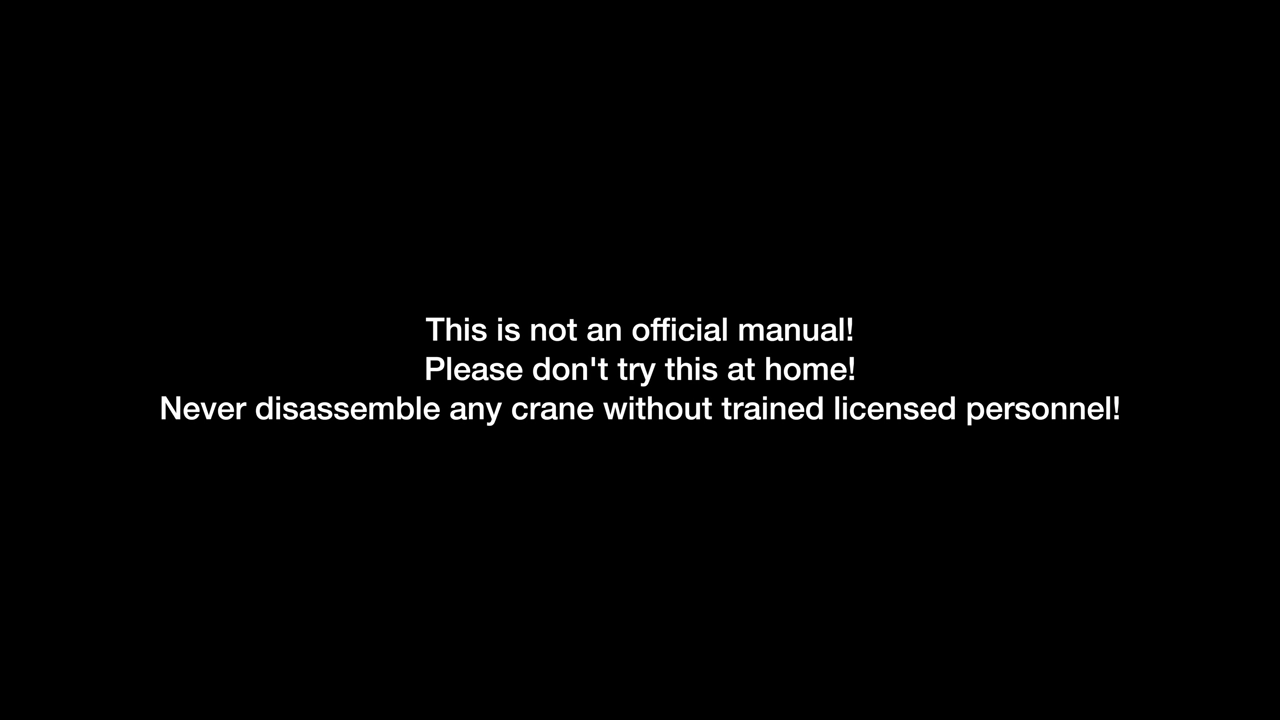 This is not an official manual!
Please don't try this at home!
Never disassemble any crane without trained licensed personnel!